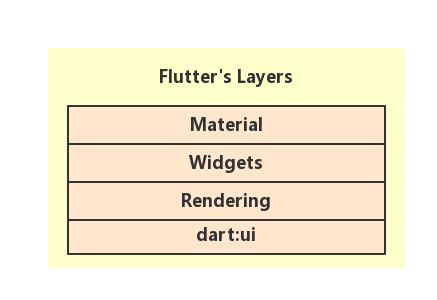 Flutter's Layers
Material
Widgets
Rendering
dart:ui